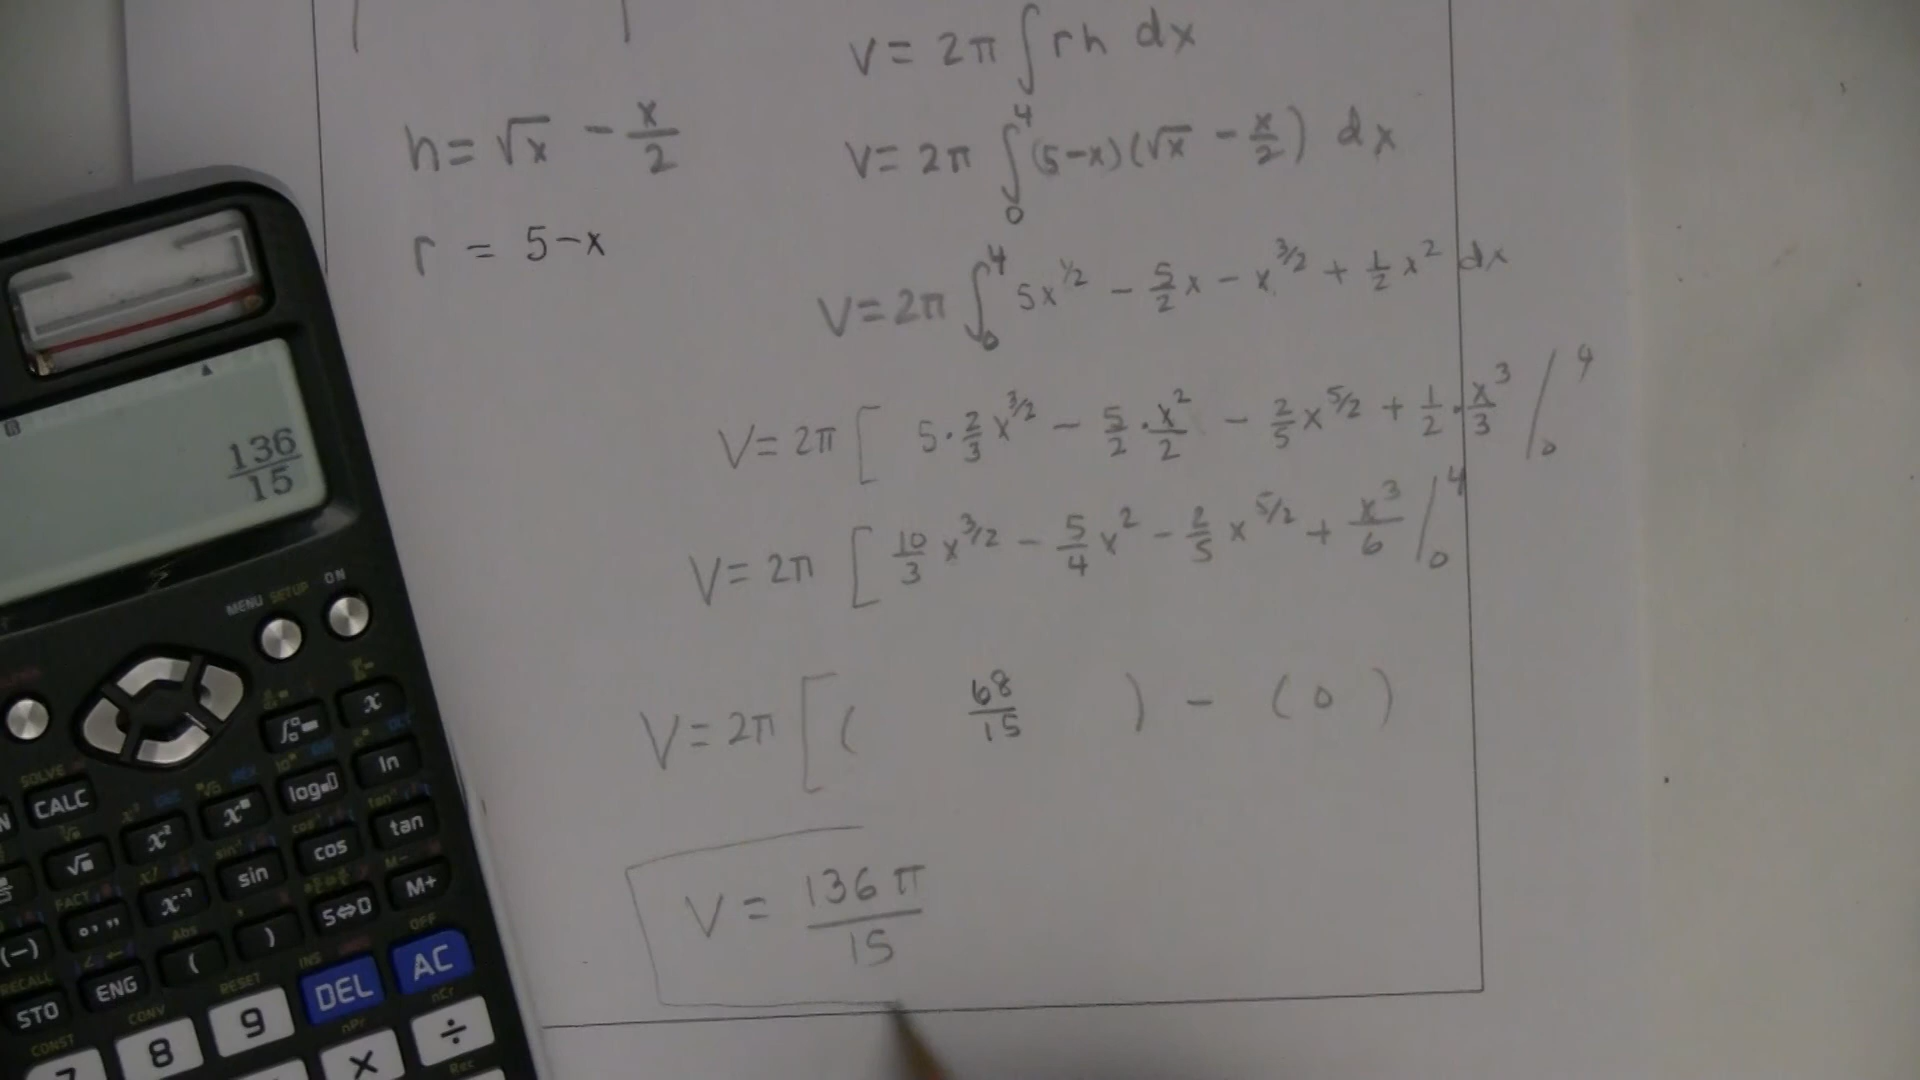 V = 2π ∫ rh dx
h = √x - x/2
V = 2π ∫₀⁴ (5-x)(√x - x/2) dx
r = 5-x
V = 2π ∫₀⁴ 5x^1/2 - 5/2 x - x^3/2 + 1/2 x² dx
V = 2π [ 5·2/3 x^3/2 - 5/2·x²/2 - 2/5 x^5/2 + 1/2·x³/3 /₀⁴
V = 2π [ 10/3 x^3/2 - 5/4 x² - 2/5 x^5/2 + x³/6 /₀⁴
V = 2π [ ( 68/15 ) - ( 0 )
V = 136π/15
136/15
MENU SETUP ON
x
SOLVE
CALC log ln
√ x² x^ tan
FACT x⁻¹ sin cos
(-) °,,, Abs ( ) S⇔D M+ M-
RECALL OFF
STO ENG RESET INS DEL AC
CONST CONV nPr nCr
7 8 9 × ÷
Rec